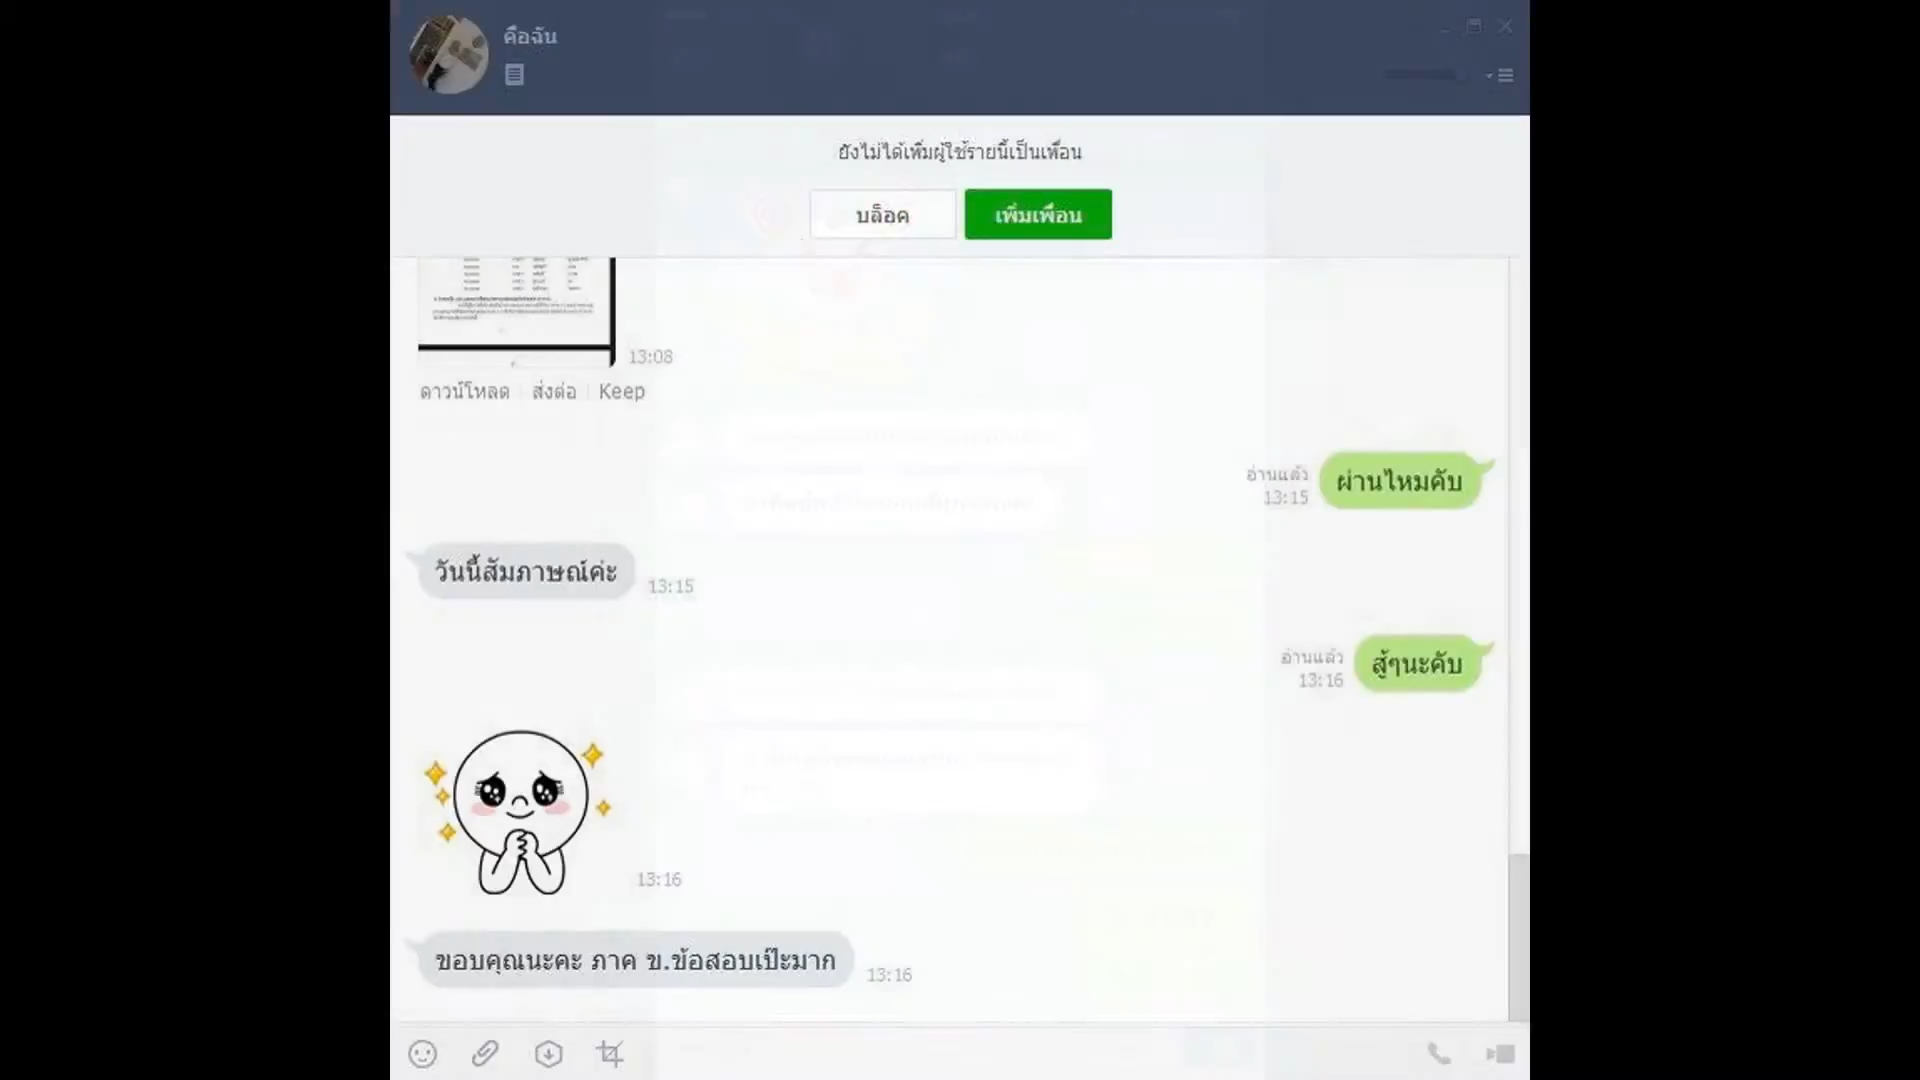 คือฉัน
ยังไม่ได้เพิ่มผู้ใช้รายนี้เป็นเพื่อน
บล็อค
เพิ่มเพื่อน
13:08
ดาวน์โหลด ส่งต่อ Keep
ผ่านไหมคับ
อ่านแล้ว
13:15
วันนี้สัมภาษณ์ค่ะ
13:15
สู้ๆนะคับ
อ่านแล้ว
13:16
13:16
ขอบคุณนะคะ ภาค ข.ข้อสอบเป๊ะมาก
13:16